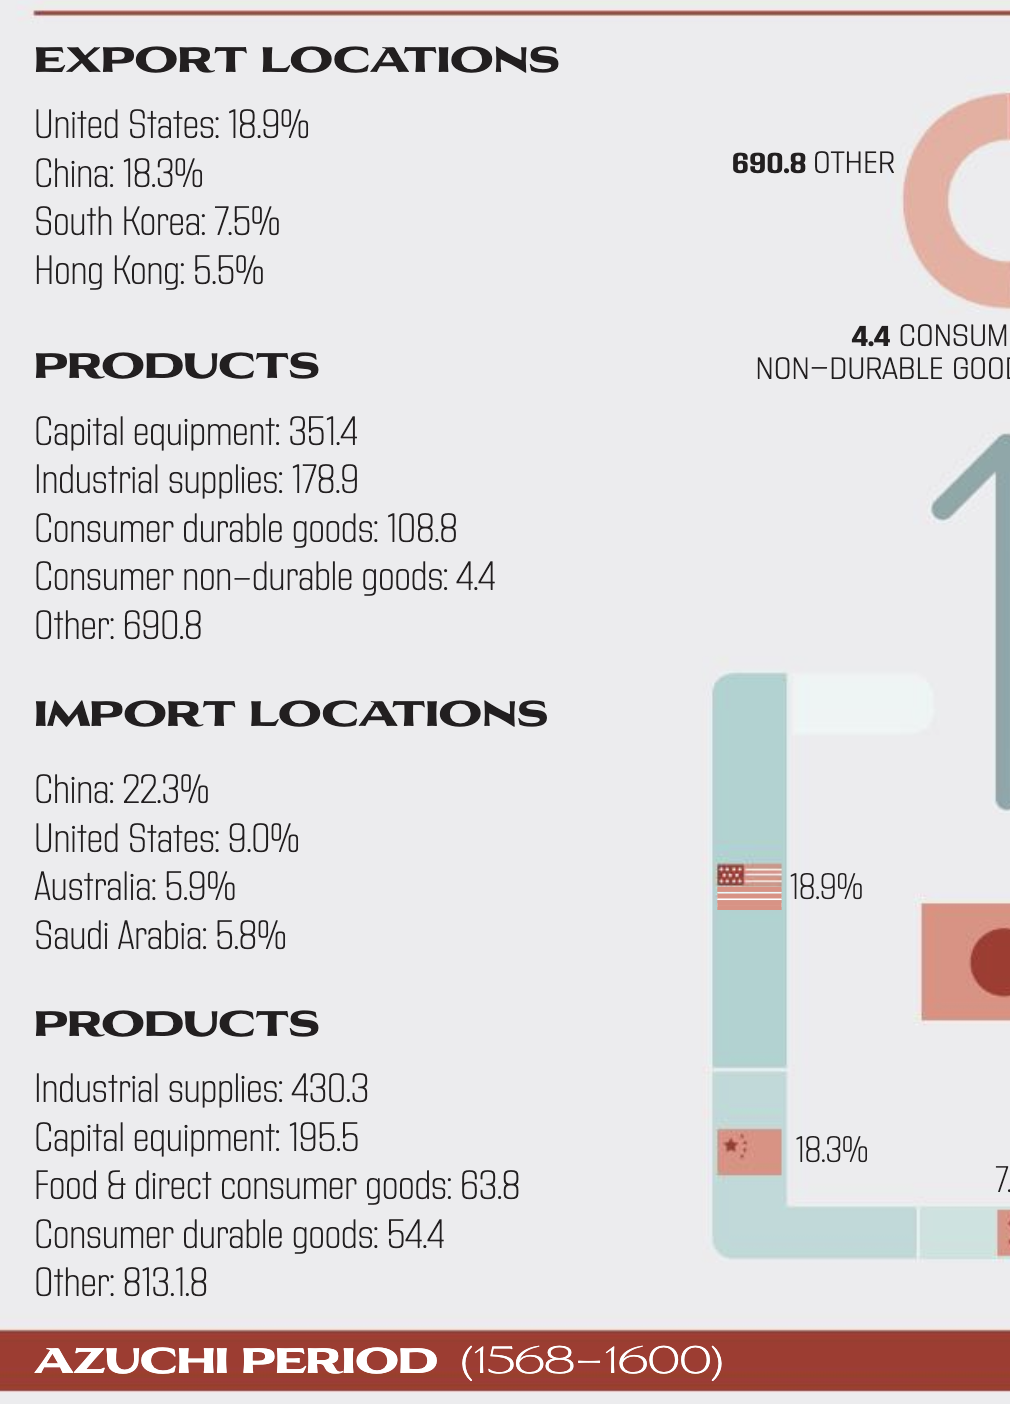 EXPORT LOCATIONS
United States: 18.9%
China: 18.3%
South Korea: 7.5%
Hong Kong: 5.5%
PRODUCTS
Capital equipment: 351.4
Industrial supplies: 178.9
Consumer durable goods: 108.8
Consumer non–durable goods: 4.4
Other: 690.8
IMPORT LOCATIONS
China: 22.3%
United States: 9.0%
Australia: 5.9%
Saudi Arabia: 5.8%
PRODUCTS
Industrial supplies: 430.3
Capital equipment: 195.5
Food & direct consumer goods: 63.8
Consumer durable goods: 54.4
Other: 813.1.8
690.8 OTHER
4.4 CONSUM
NON–DURABLE GOOD
18.9%
18.3%
7.
AZUCHI PERIOD (1568–1600)